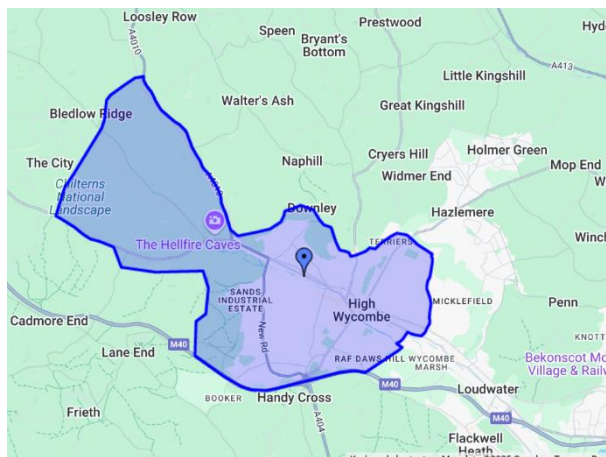 Loosley Row
Speen
Bryant's
Bottom
Prestwood
Hyd
A4010
A413
Little Kingshill
Bledlow Ridge
Walter's Ash
Great Kingshill
The City
Chilterns
National
Landscape
Naphill
Cryers Hill
Widmer End
Holmer Green
Mop End
W
A4010
Downley
Hazlemere
Winch
The Hellfire Caves
TERRIERS
SANDS
INDUSTRIAL
ESTATE
High
Wycombe
MICKLEFIELD
Penn
Cadmore End
New Rd
KNOTT
M40
Lane End
RAF DAWS HILL
WYCOMBE
MARSH
Bekonscot Mo
Village & Railw
M40
Loudwater
BOOKER
Handy Cross
Frieth
A404
M40
Flackwell
Heath